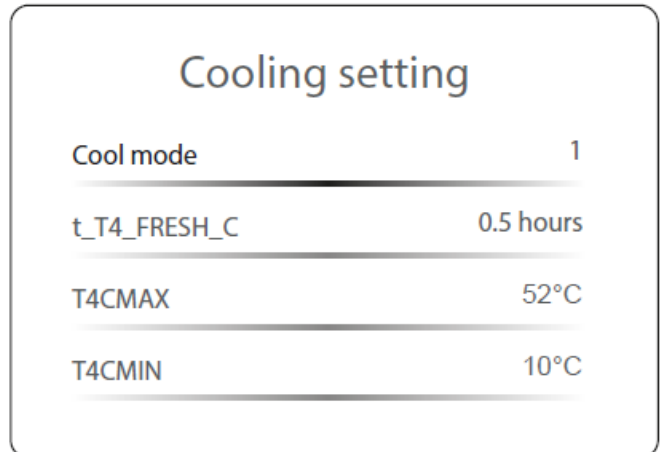 Cooling setting
Cool mode 1
t_T4_FRESH_C 0.5 hours
T4CMAX 52°C
T4CMIN 10°C